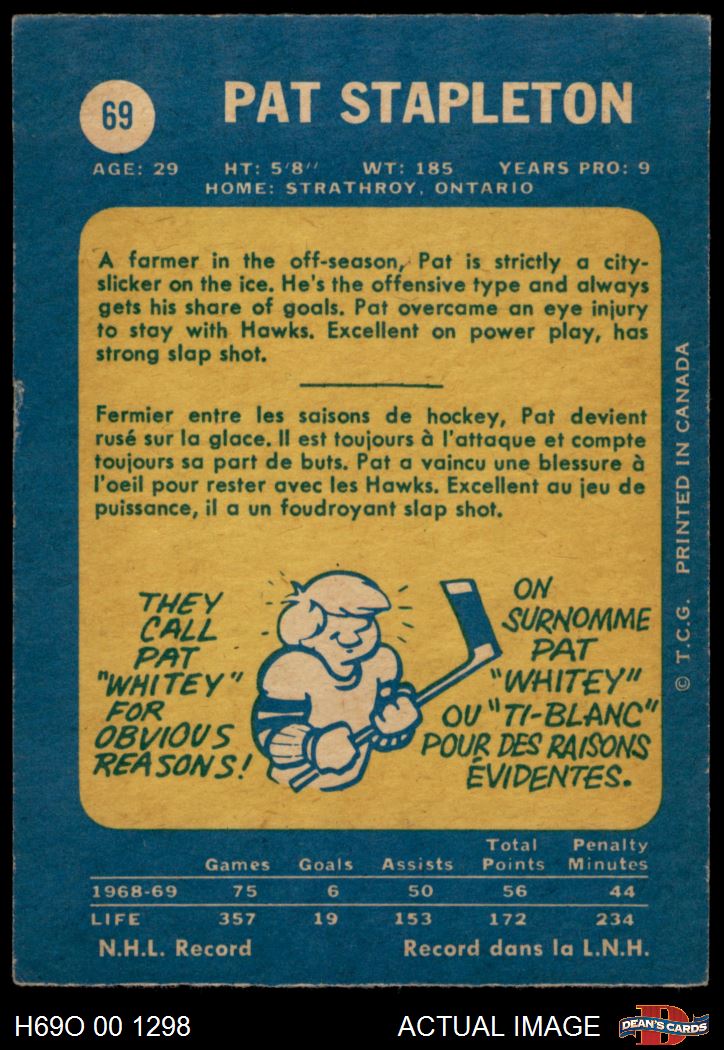 69
PAT STAPLETON
AGE: 29 HT: 5'8'' WT: 185 YEARS PRO: 9
HOME: STRATHROY, ONTARIO
A farmer in the off-season, Pat is strictly a city-
slicker on the ice. He's the offensive type and always
gets his share of goals. Pat overcame an eye injury
to stay with Hawks. Excellent on power play, has
strong slap shot.
Fermier entre les saisons de hockey, Pat devient
rusé sur la glace. Il est toujours à l'attaque et compte
toujours sa part de buts. Pat a vaincu une blessure à
l'oeil pour rester avec les Hawks. Excellent au jeu de
puissance, il a un foudroyant slap shot.
THEY
CALL
PAT
"WHITEY"
FOR
OBVIOUS
REASONS!
ON
SURNOMME
PAT
"WHITEY"
OU "TI-BLANC"
POUR DES RAISONS
ÉVIDENTES.
© T.C.G. PRINTED IN CANADA
Games Goals Assists Total Points Penalty Minutes
1968-69 75 6 50 56 44
LIFE 357 19 153 172 234
N.H.L. Record Record dans la L.N.H.
H69O 00 1298 ACTUAL IMAGE
D
DEAN'S CARDS